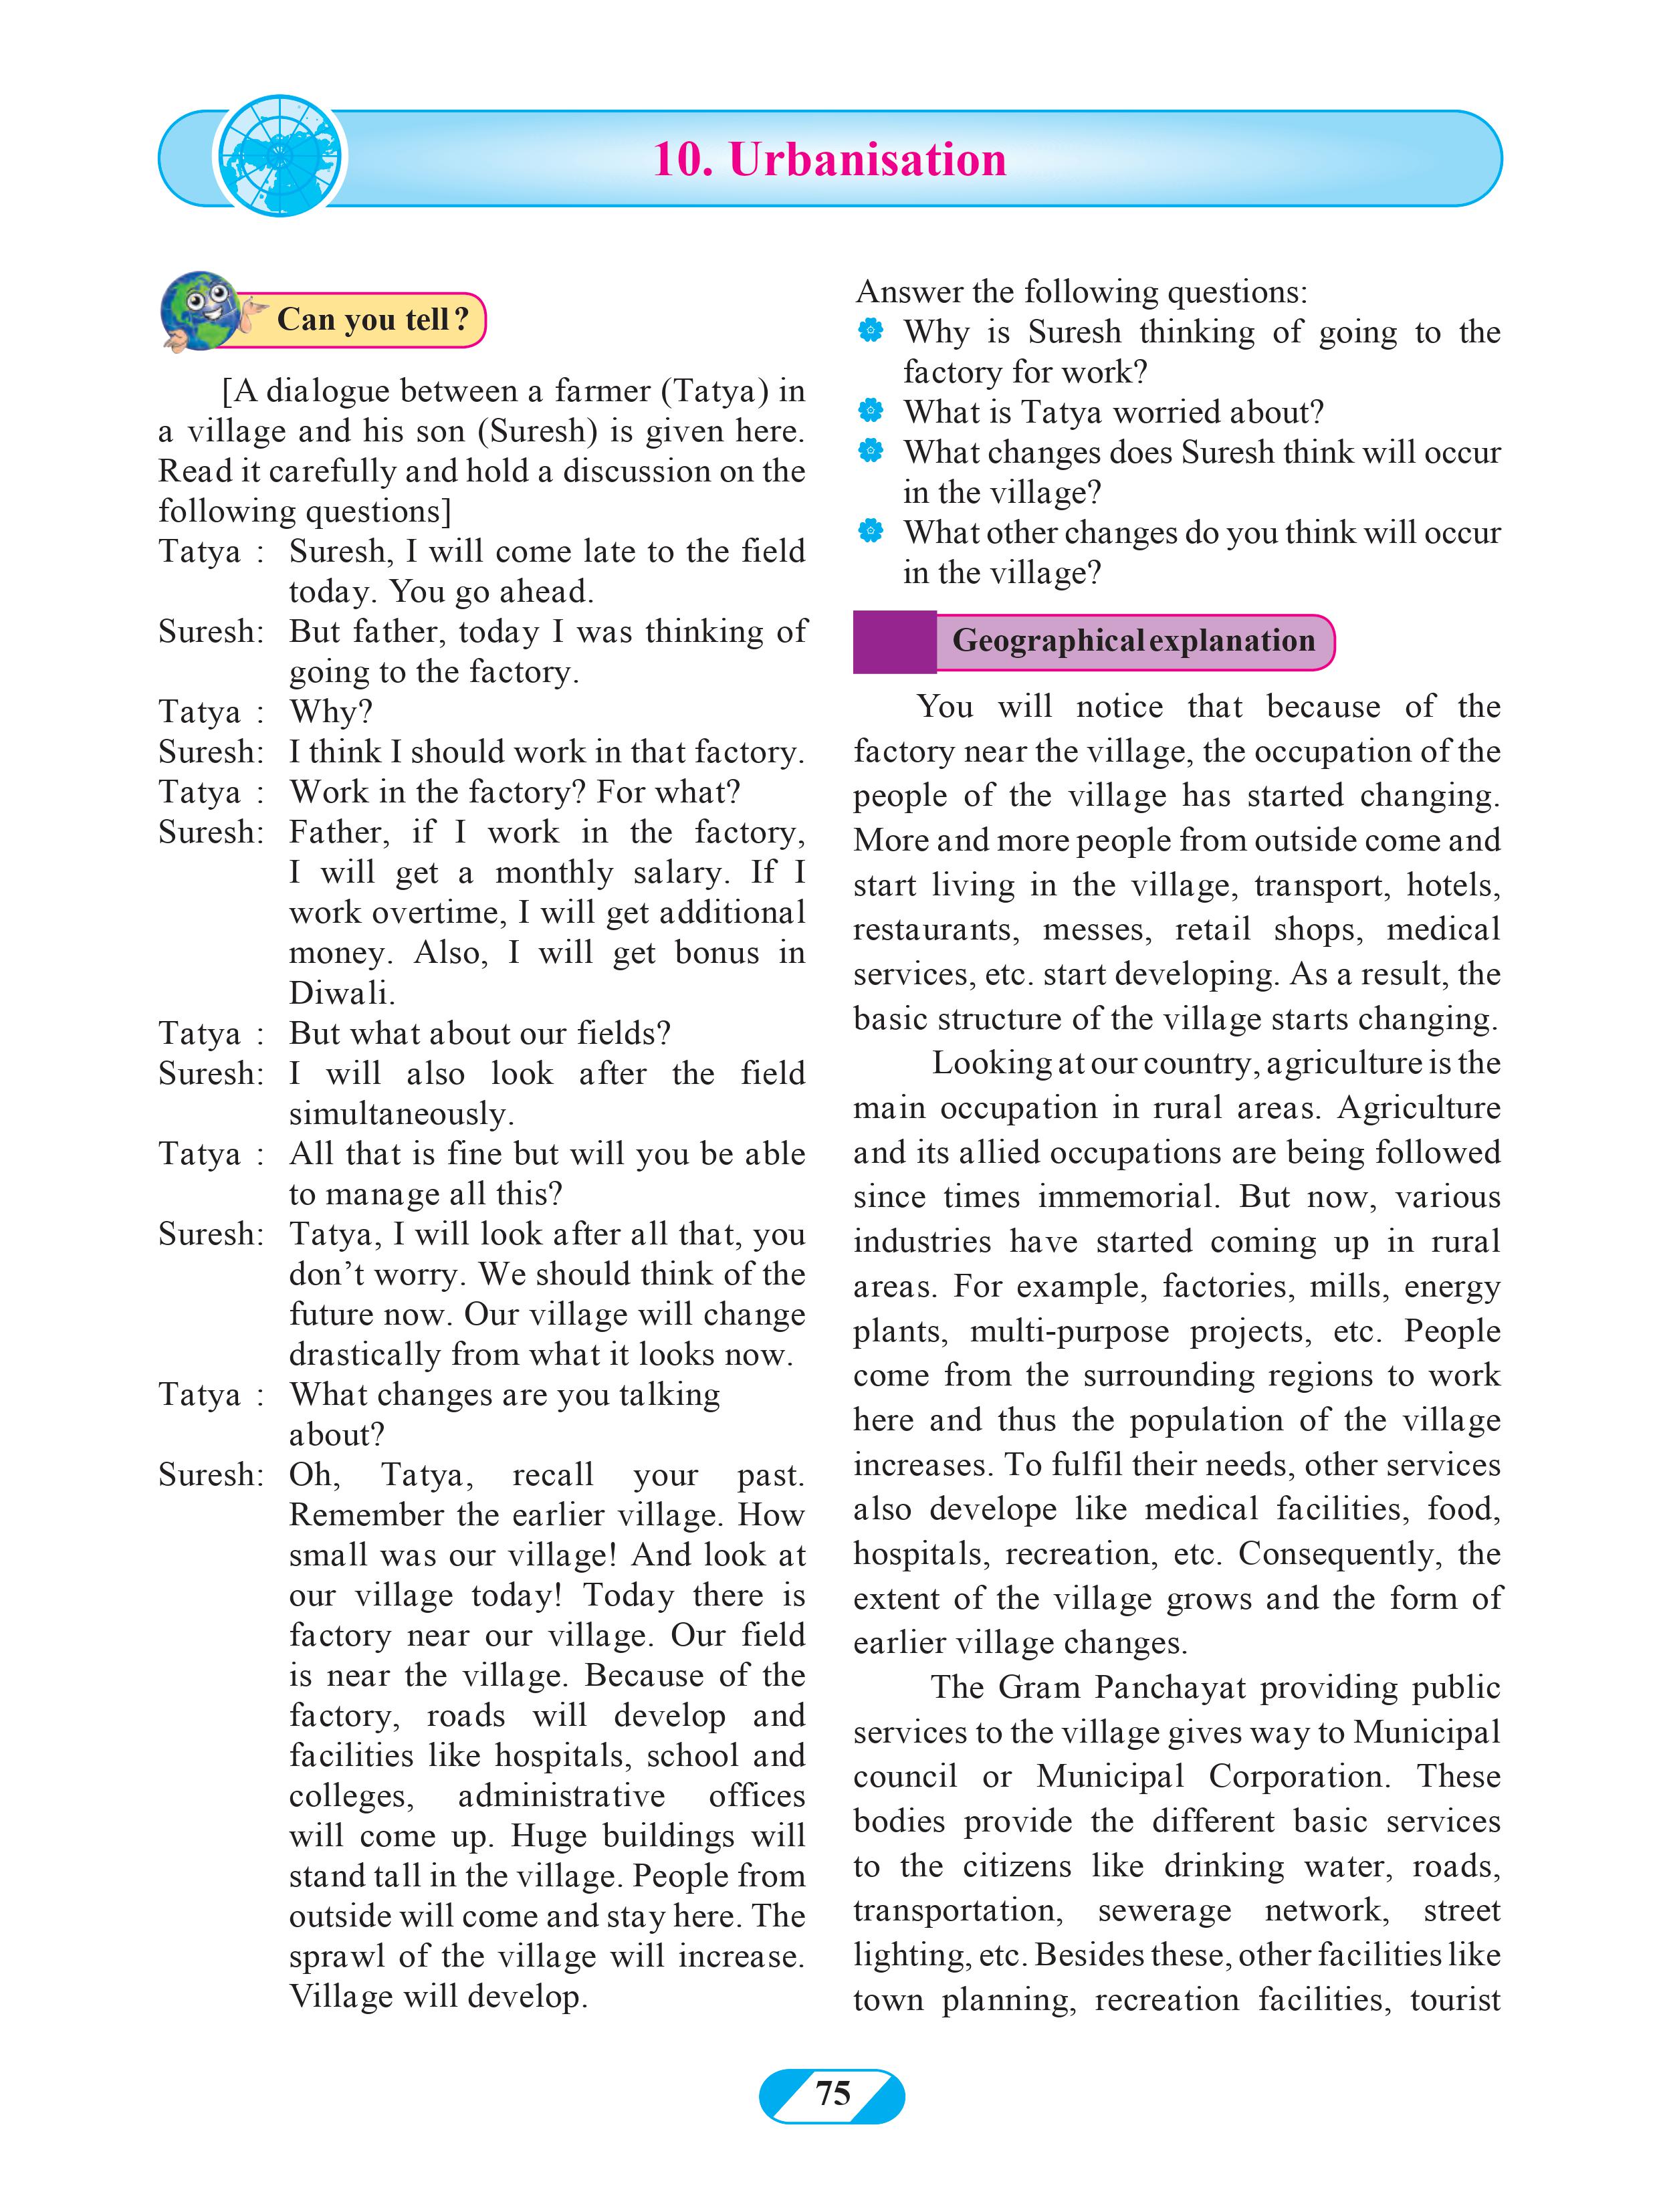 10. Urbanisation
Can you tell?
[A dialogue between a farmer (Tatya) in
a village and his son (Suresh) is given here.
Read it carefully and hold a discussion on the
following questions]
Tatya : Suresh, I will come late to the field
today. You go ahead.
Suresh: But father, today I was thinking of
going to the factory.
Tatya : Why?
Suresh: I think I should work in that factory.
Tatya : Work in the factory? For what?
Suresh: Father, if I work in the factory,
I will get a monthly salary. If I
work overtime, I will get additional
money. Also, I will get bonus in
Diwali.
Tatya : But what about our fields?
Suresh: I will also look after the field
simultaneously.
Tatya : All that is fine but will you be able
to manage all this?
Suresh: Tatya, I will look after all that, you
don’t worry. We should think of the
future now. Our village will change
drastically from what it looks now.
Tatya : What changes are you talking
about?
Suresh: Oh, Tatya, recall your past.
Remember the earlier village. How
small was our village! And look at
our village today! Today there is
factory near our village. Our field
is near the village. Because of the
factory, roads will develop and
facilities like hospitals, school and
colleges, administrative offices
will come up. Huge buildings will
stand tall in the village. People from
outside will come and stay here. The
sprawl of the village will increase.
Village will develop.
Answer the following questions:
Why is Suresh thinking of going to the
factory for work?
What is Tatya worried about?
What changes does Suresh think will occur
in the village?
What other changes do you think will occur
in the village?
Geographical explanation
You will notice that because of the
factory near the village, the occupation of the
people of the village has started changing.
More and more people from outside come and
start living in the village, transport, hotels,
restaurants, messes, retail shops, medical
services, etc. start developing. As a result, the
basic structure of the village starts changing.
Looking at our country, agriculture is the
main occupation in rural areas. Agriculture
and its allied occupations are being followed
since times immemorial. But now, various
industries have started coming up in rural
areas. For example, factories, mills, energy
plants, multi-purpose projects, etc. People
come from the surrounding regions to work
here and thus the population of the village
increases. To fulfil their needs, other services
also develope like medical facilities, food,
hospitals, recreation, etc. Consequently, the
extent of the village grows and the form of
earlier village changes.
The Gram Panchayat providing public
services to the village gives way to Municipal
council or Municipal Corporation. These
bodies provide the different basic services
to the citizens like drinking water, roads,
transportation, sewerage network, street
lighting, etc. Besides these, other facilities like
town planning, recreation facilities, tourist
75